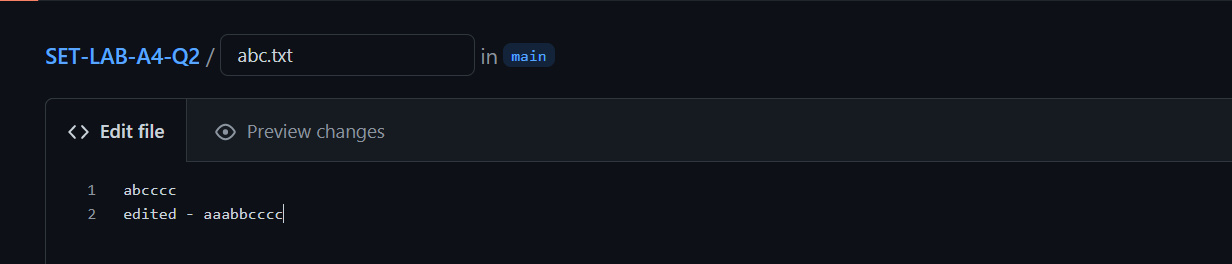 SET-LAB-A4-Q2 / abc.txt in main
<> Edit file Preview changes
1 abcccc
2 edited - aaabbcccc